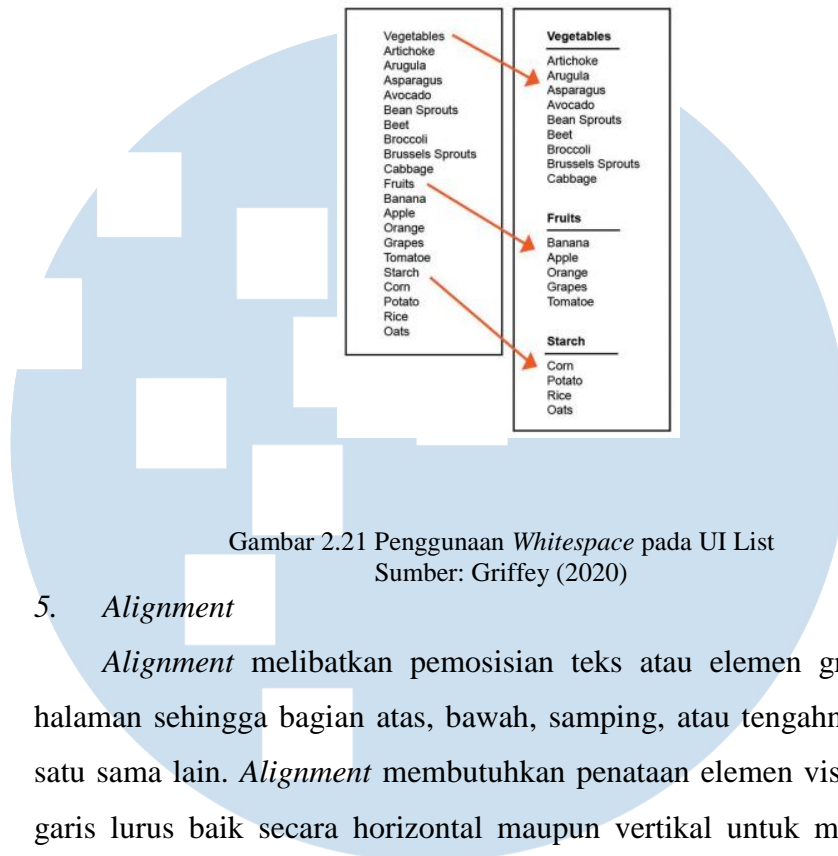 Vegetables
Artichoke
Arugula
Asparagus
Avocado
Bean Sprouts
Beet
Broccoli
Brussels Sprouts
Cabbage
Fruits
Banana
Apple
Orange
Grapes
Tomatoe
Starch
Corn
Potato
Rice
Oats
Vegetables
Artichoke
Arugula
Asparagus
Avocado
Bean Sprouts
Beet
Broccoli
Brussels Sprouts
Cabbage
Fruits
Banana
Apple
Orange
Grapes
Tomatoe
Starch
Corn
Potato
Rice
Oats
Gambar 2.21 Penggunaan Whitespace pada UI List
Sumber: Griffey (2020)
5. Alignment
Alignment melibatkan pemosisian teks atau elemen
halaman sehingga bagian atas, bawah, samping, atau
satu sama lain. Alignment membutuhkan penataan elemen
garis lurus baik secara horizontal maupun vertikal untuk